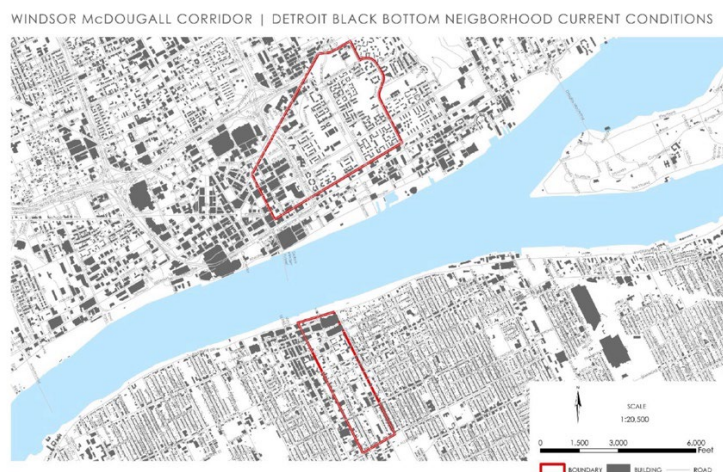 WINDSOR McDOUGALL CORRIDOR | DETROIT BLACK BOTTOM NEIGBORHOOD CURRENT CONDITIONS
N
SCALE
1:20,500
0 1,500 3,000 6,000
Feet
BOUNDARY BUILDING ROAD